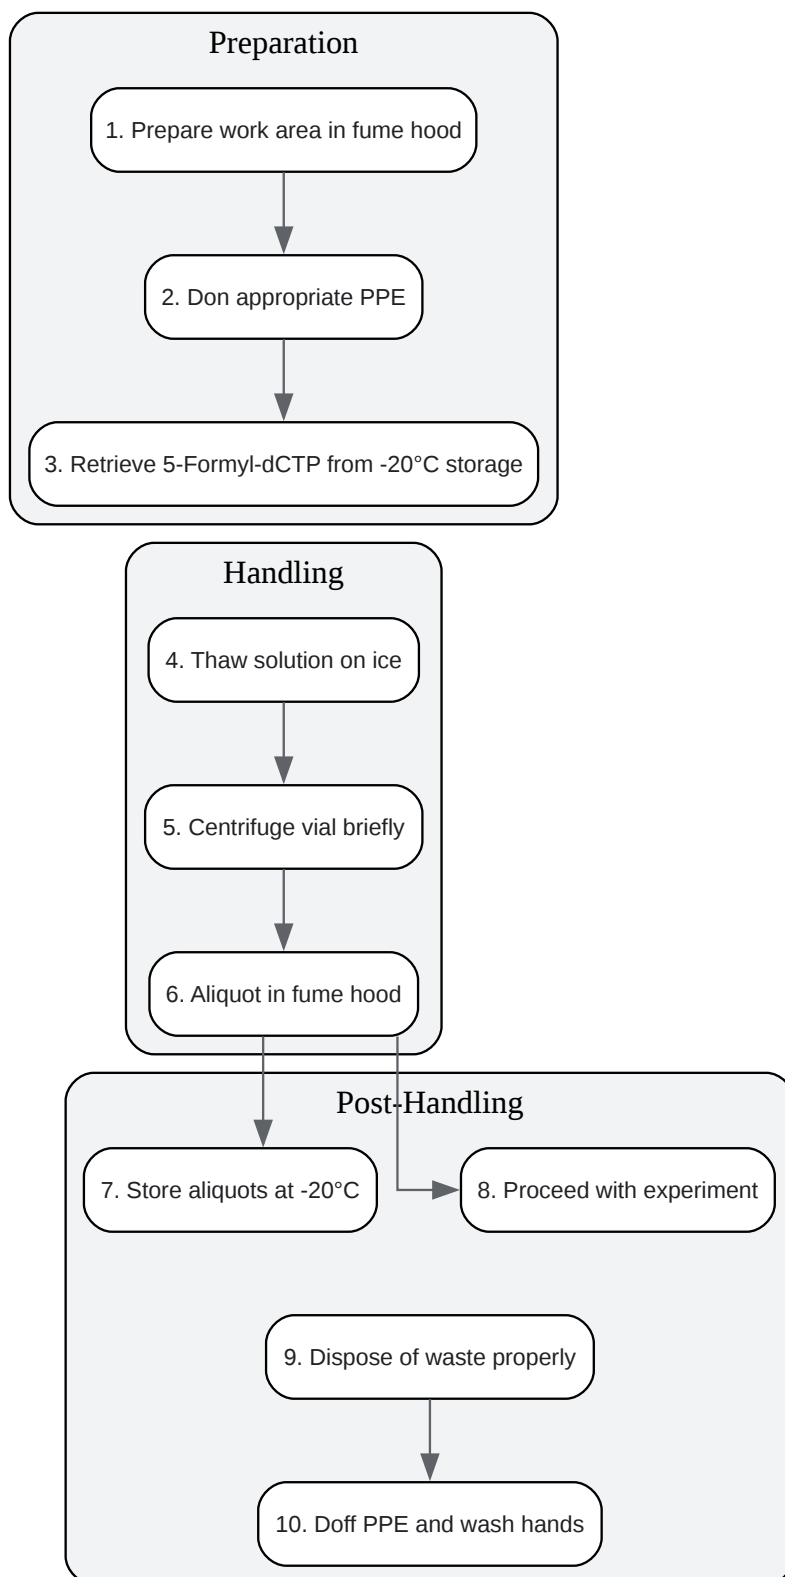 Preparation
1. Prepare work area in fume hood
2. Don appropriate PPE
3. Retrieve 5-Formyl-dCTP from -20°C storage
Handling
4. Thaw solution on ice
5. Centrifuge vial briefly
6. Aliquot in fume hood
Post-Handling
7. Store aliquots at -20°C
8. Proceed with experiment
9. Dispose of waste properly
10. Doff PPE and wash hands